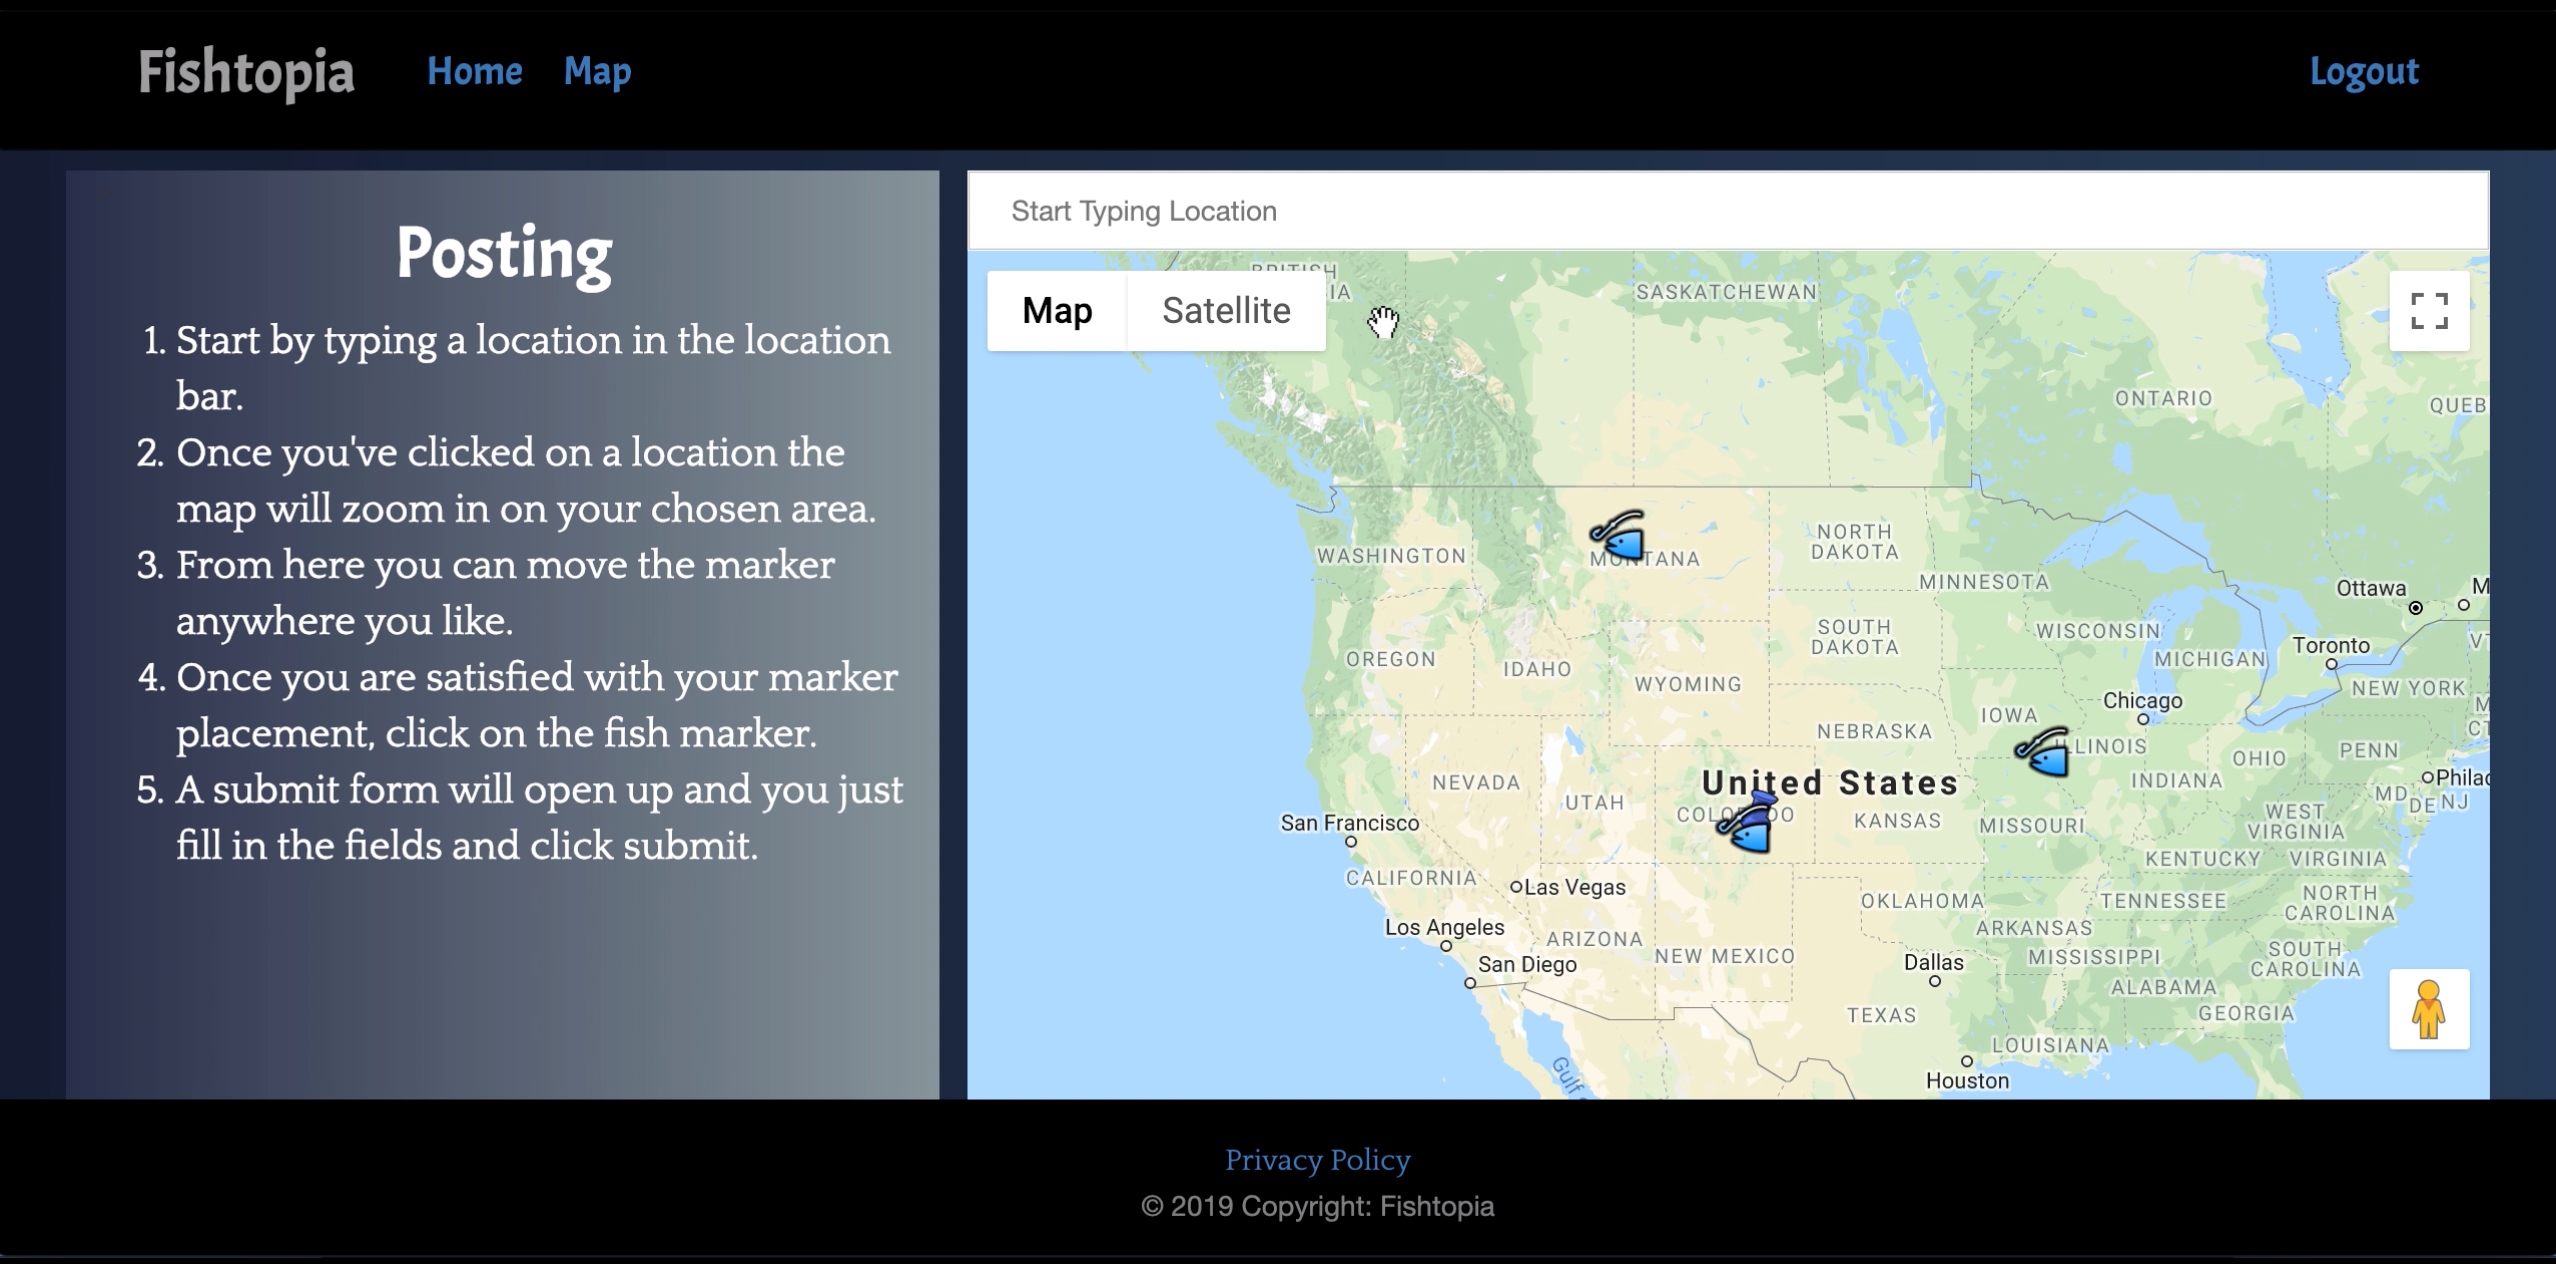 Fishtopia Home Map Logout
Posting
1. Start by typing a location in the location
bar.
2. Once you've clicked on a location the
map will zoom in on your chosen area.
3. From here you can move the marker
anywhere you like.
4. Once you are satisfied with your marker
placement, click on the fish marker.
5. A submit form will open up and you just
fill in the fields and click submit.
Start Typing Location
Map Satellite
BRITISH
SASKATCHEWAN
ONTARIO
QUEB
WASHINGTON
MONTANA
NORTH
DAKOTA
MINNESOTA
Ottawa
M
OREGON
IDAHO
SOUTH
DAKOTA
WISCONSIN
MICHIGAN
Toronto
VT
WYOMING
NEW YORK
M
CT
IOWA
Chicago
NEBRASKA
ILLINOIS
OHIO
PENN
NEVADA
UTAH
United States
INDIANA
Philad
MD
DE NJ
San Francisco
COLORADO
KANSAS
MISSOURI
WEST
VIRGINIA
KENTUCKY
VIRGINIA
CALIFORNIA
Las Vegas
OKLAHOMA
TENNESSEE
NORTH
CAROLINA
Los Angeles
ARIZONA
ARKANSAS
San Diego
NEW MEXICO
Dallas
MISSISSIPPI
SOUTH
CAROLINA
ALABAMA
TEXAS
GEORGIA
LOUISIANA
Gulf
Houston
Privacy Policy
© 2019 Copyright: Fishtopia